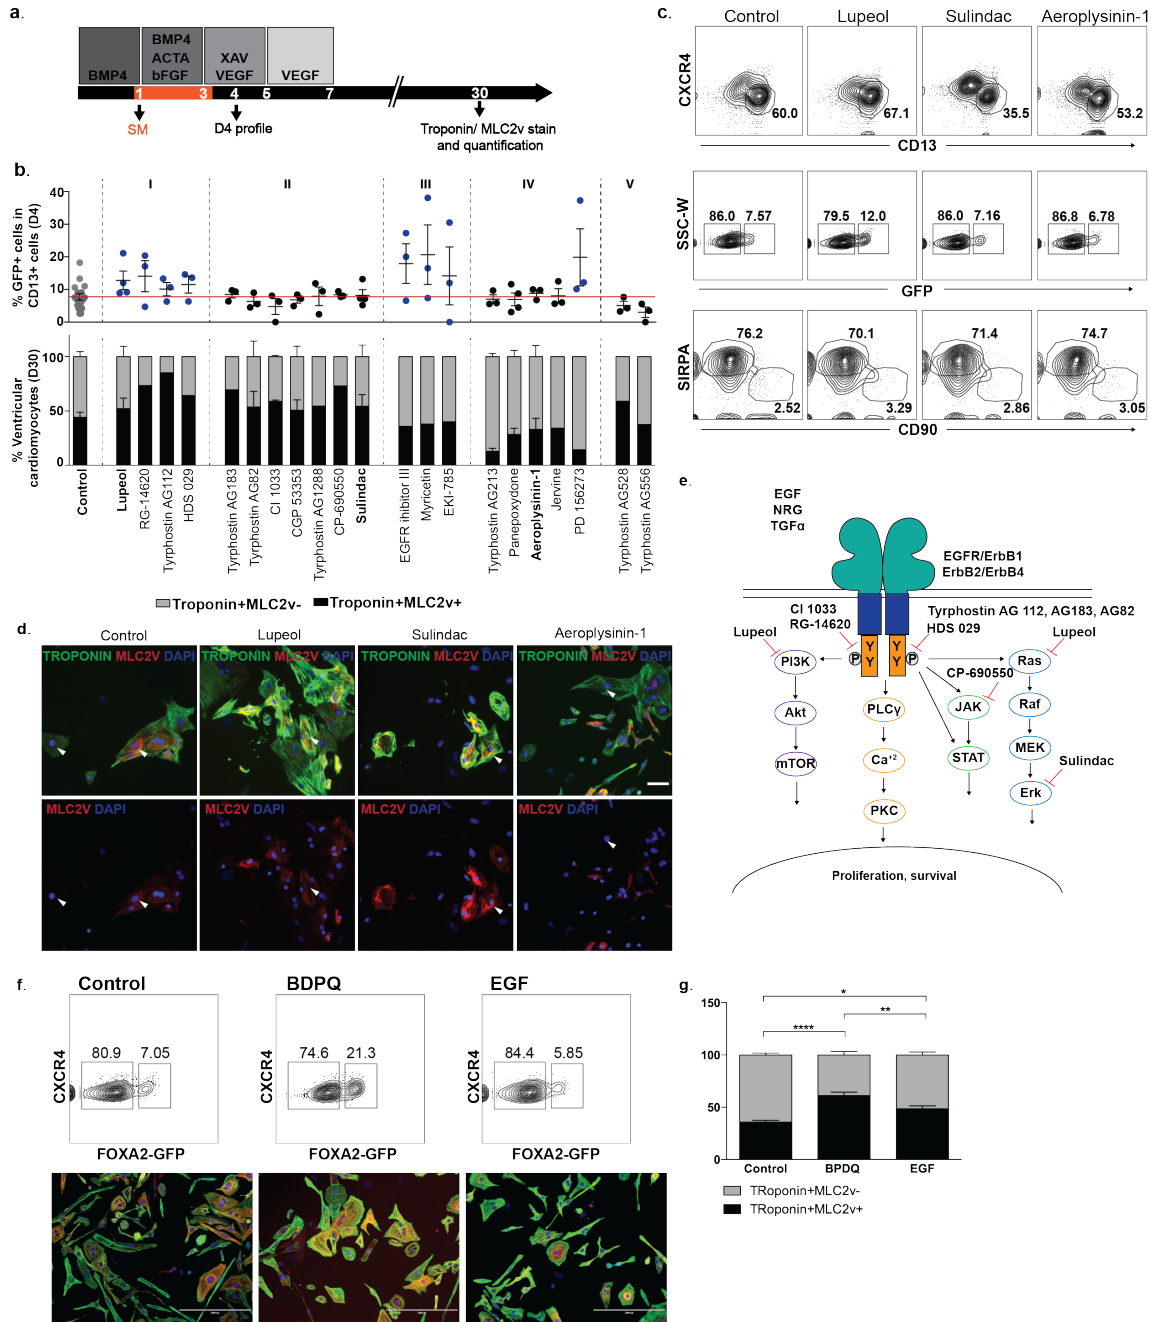 a.
BMP4
BMP4
ACTA
bFGF
XAV
VEGF
VEGF
1
3
4
5
7
30
SM
D4 profile
Troponin/ MLC2v stain
and quantification
b.
I
II
III
IV
V
% GFP+ cells in
CD13+ cells (D4)
40
30
20
10
0
% Ventricular
cardiomyocytes (D30)
100
50
0
Control
Lupeol
RG-14620
Tyrphostin AG112
HDS 029
Tyrphostin AG183
Tyrphostin AG82
CI 1033
CGP 53353
Tyrphostin AG1288
CP-690550
Sulindac
EGFR ihibitor III
Myricetin
EKI-785
Tyrphostin AG213
Panepoxydone
Aeroplysinin-1
Jervine
PD 156273
Tyrphostin AG528
Tyrphostin AG556
Troponin+MLC2v-
Troponin+MLC2v+
c.
Control
Lupeol
Sulindac
Aeroplysinin-1
CXCR4
60.0
67.1
35.5
53.2
CD13
SSC-W
86.0 7.57
79.5 12.0
86.0 7.16
86.8 6.78
GFP
SIRPA
76.2
70.1
71.4
74.7
2.52
3.29
2.86
3.05
CD90
d.
Control
Lupeol
Sulindac
Aeroplysinin-1
TROPONIN MLC2V DAPI
TROPONIN MLC2V DAPI
TROPONIN MLC2V DAPI
TROPONIN MLC2V DAPI
MLC2V DAPI
MLC2V DAPI
MLC2V DAPI
MLC2V DAPI
e.
EGF
NRG
TGFα
EGFR/ErbB1
ErbB2/ErbB4
CI 1033
RG-14620
Tyrphostin AG 112, AG183, AG82
HDS 029
Lupeol
Lupeol
P
Y
Y
Y
Y
P
PI3K
Ras
CP-690550
Akt
PLCγ
JAK
Raf
mTOR
Ca+2
STAT
MEK
Sulindac
PKC
Erk
Proliferation, survival
f.
Control
BDPQ
EGF
CXCR4
80.9 7.05
CXCR4
74.6 21.3
CXCR4
84.4 5.85
FOXA2-GFP
FOXA2-GFP
FOXA2-GFP
g.
150
100
50
0
*
**
****
Control
BPDQ
EGF
TRoponin+MLC2v-
TRoponin+MLC2v+